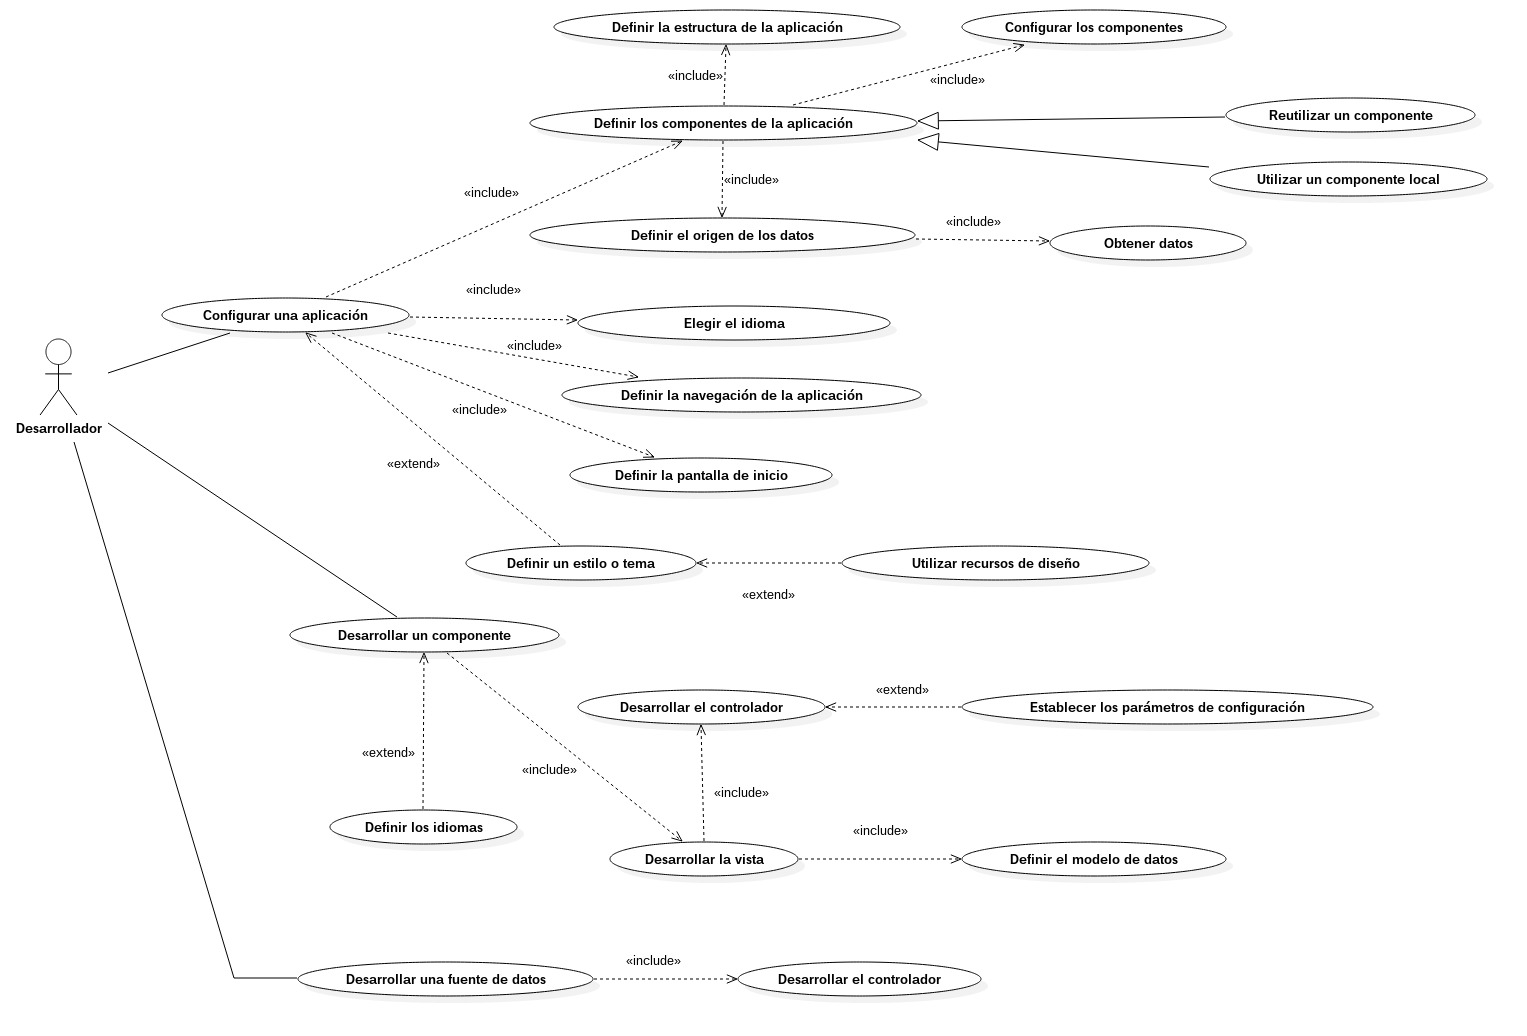 Definir la estructura de la aplicación
Configurar los componentes
«include»
«include»
Definir los componentes de la aplicación
Reutilizar un componente
«include»
Utilizar un componente local
«include»
«include»
Definir el origen de los datos
Obtener datos
«include»
Configurar una aplicación
Elegir el idioma
«include»
Definir la navegación de la aplicación
«include»
Desarrollador
«extend»
Definir la pantalla de inicio
Definir un estilo o tema
Utilizar recursos de diseño
«extend»
Desarrollar un componente
«extend»
Desarrollar el controlador
Establecer los parámetros de configuración
«extend»
«include»
«include»
Definir los idiomas
«include»
Desarrollar la vista
Definir el modelo de datos
«include»
Desarrollar una fuente de datos
Desarrollar el controlador